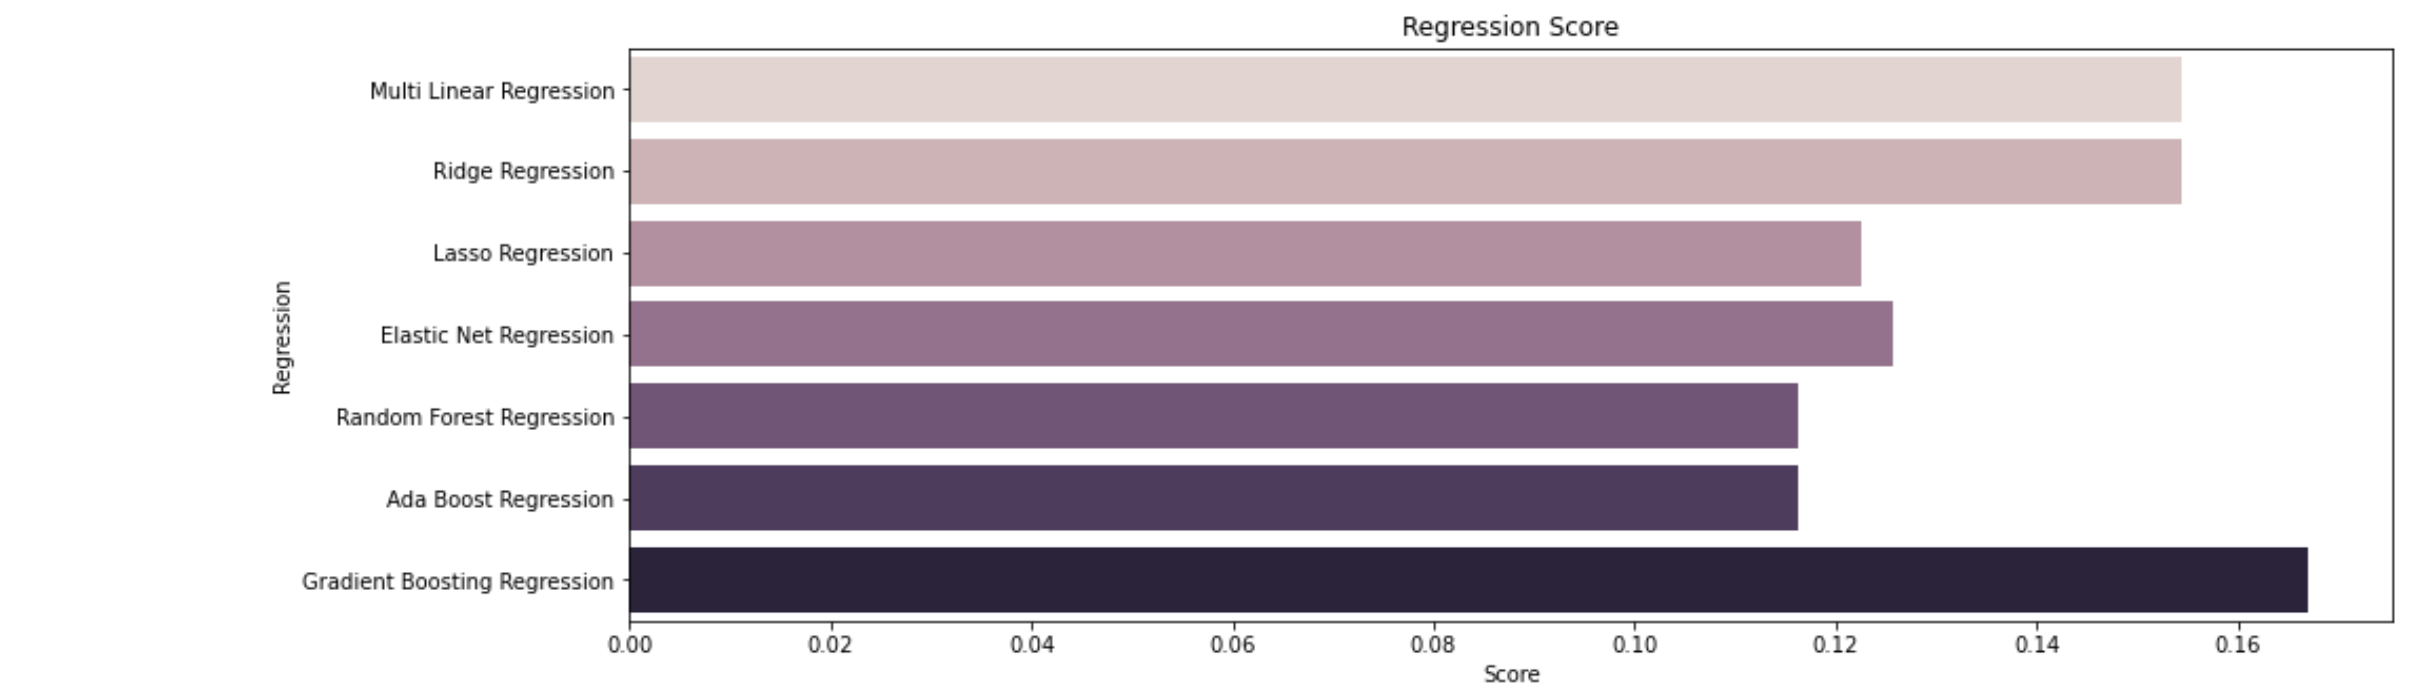 Regression Score
Regression
Multi Linear Regression
Ridge Regression
Lasso Regression
Elastic Net Regression
Random Forest Regression
Ada Boost Regression
Gradient Boosting Regression
0.00 0.02 0.04 0.06 0.08 0.10 0.12 0.14 0.16
Score